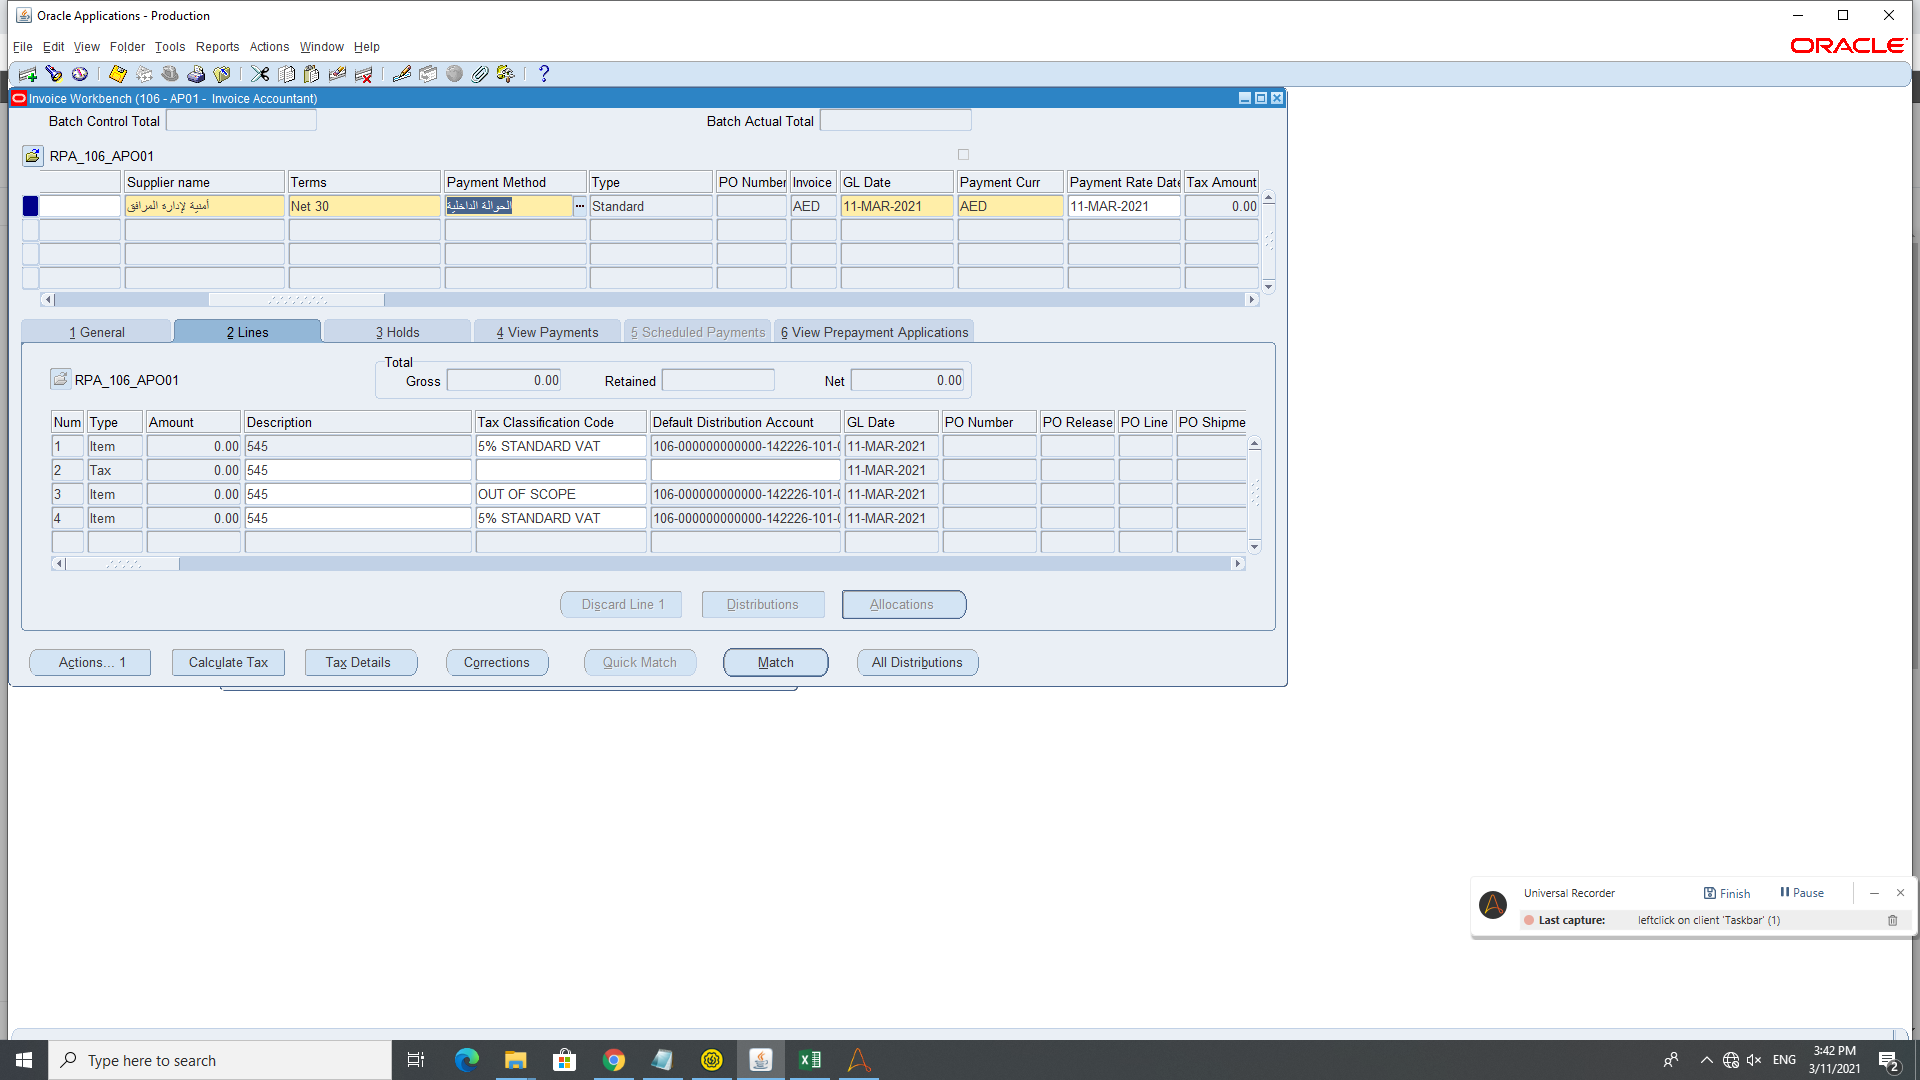 Oracle Applications - Production
File Edit View Folder Tools Reports Actions Window Help
ORACLE
Invoice Workbench (106 - AP01 - Invoice Accountant)
Batch Control Total Batch Actual Total
RPA_106_APO01
Supplier name Terms Payment Method Type PO Number Invoice GL Date Payment Curr Payment Rate Date Tax Amount
أمنية لإدارة المرافق Net 30 الحوالة الداخلية Standard AED 11-MAR-2021 AED 11-MAR-2021 0.00
1 General 2 Lines 3 Holds 4 View Payments 5 Scheduled Payments 6 View Prepayment Applications
Total
RPA_106_APO01 Gross 0.00 Retained Net 0.00
Num Type Amount Description Tax Classification Code Default Distribution Account GL Date PO Number PO Release PO Line PO Shipme
1 Item 0.00 545 5% STANDARD VAT 106-000000000000-142226-101-0 11-MAR-2021
2 Tax 0.00 545 11-MAR-2021
3 Item 0.00 545 OUT OF SCOPE 106-000000000000-142226-101-0 11-MAR-2021
4 Item 0.00 545 5% STANDARD VAT 106-000000000000-142226-101-0 11-MAR-2021
Discard Line 1 Distributions Allocations
Actions... 1 Calculate Tax Tax Details Corrections Quick Match Match All Distributions
Universal Recorder Finish Pause
Last capture: leftclick on client 'Taskbar' (1)
Type here to search
ENG
3:42 PM
3/11/2021
2